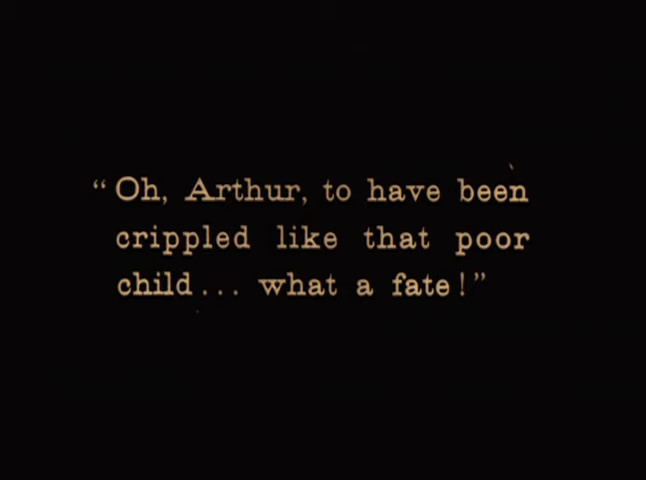 “Oh, Arthur, to have been
crippled like that poor
child... what a fate!”